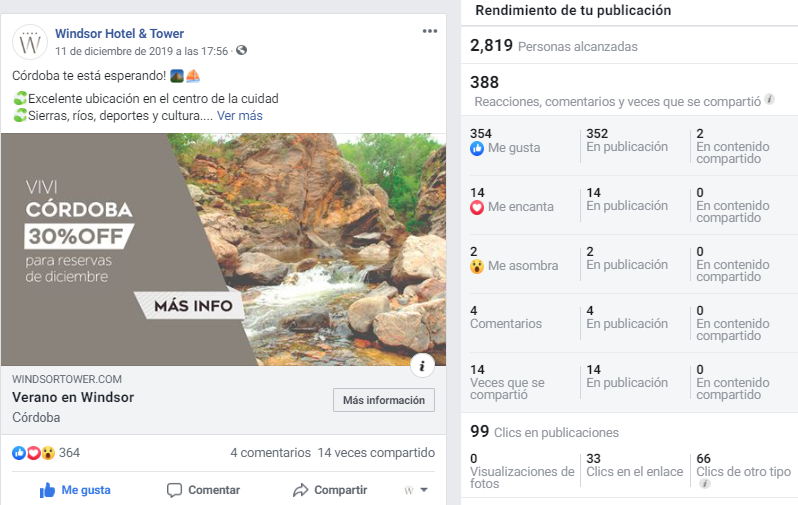 Windsor Hotel & Tower
11 de diciembre de 2019 a las 17:56 ·
Córdoba te está esperando!
Excelente ubicación en el centro de la cuidad
Sierras, ríos, deportes y cultura.... Ver más
VIVI
CÓRDOBA
30%OFF
para reservas
de diciembre
MÁS INFO
WINDSORTOWER.COM
Verano en Windsor
Córdoba
Más información
364
4 comentarios 14 veces compartido
Me gusta Comentar Compartir
Rendimiento de tu publicación
2,819 Personas alcanzadas
388
Reacciones, comentarios y veces que se compartió
354 352 2
Me gusta En publicación En contenido
compartido
14 14 0
Me encanta En publicación En contenido
compartido
2 2 0
Me asombra En publicación En contenido
compartido
4 4 0
Comentarios En publicación En contenido
compartido
14 14 0
Veces que se En publicación En contenido
compartió compartido
99 Clics en publicaciones
0 33 66
Visualizaciones de Clics en el enlace Clics de otro tipo
fotos